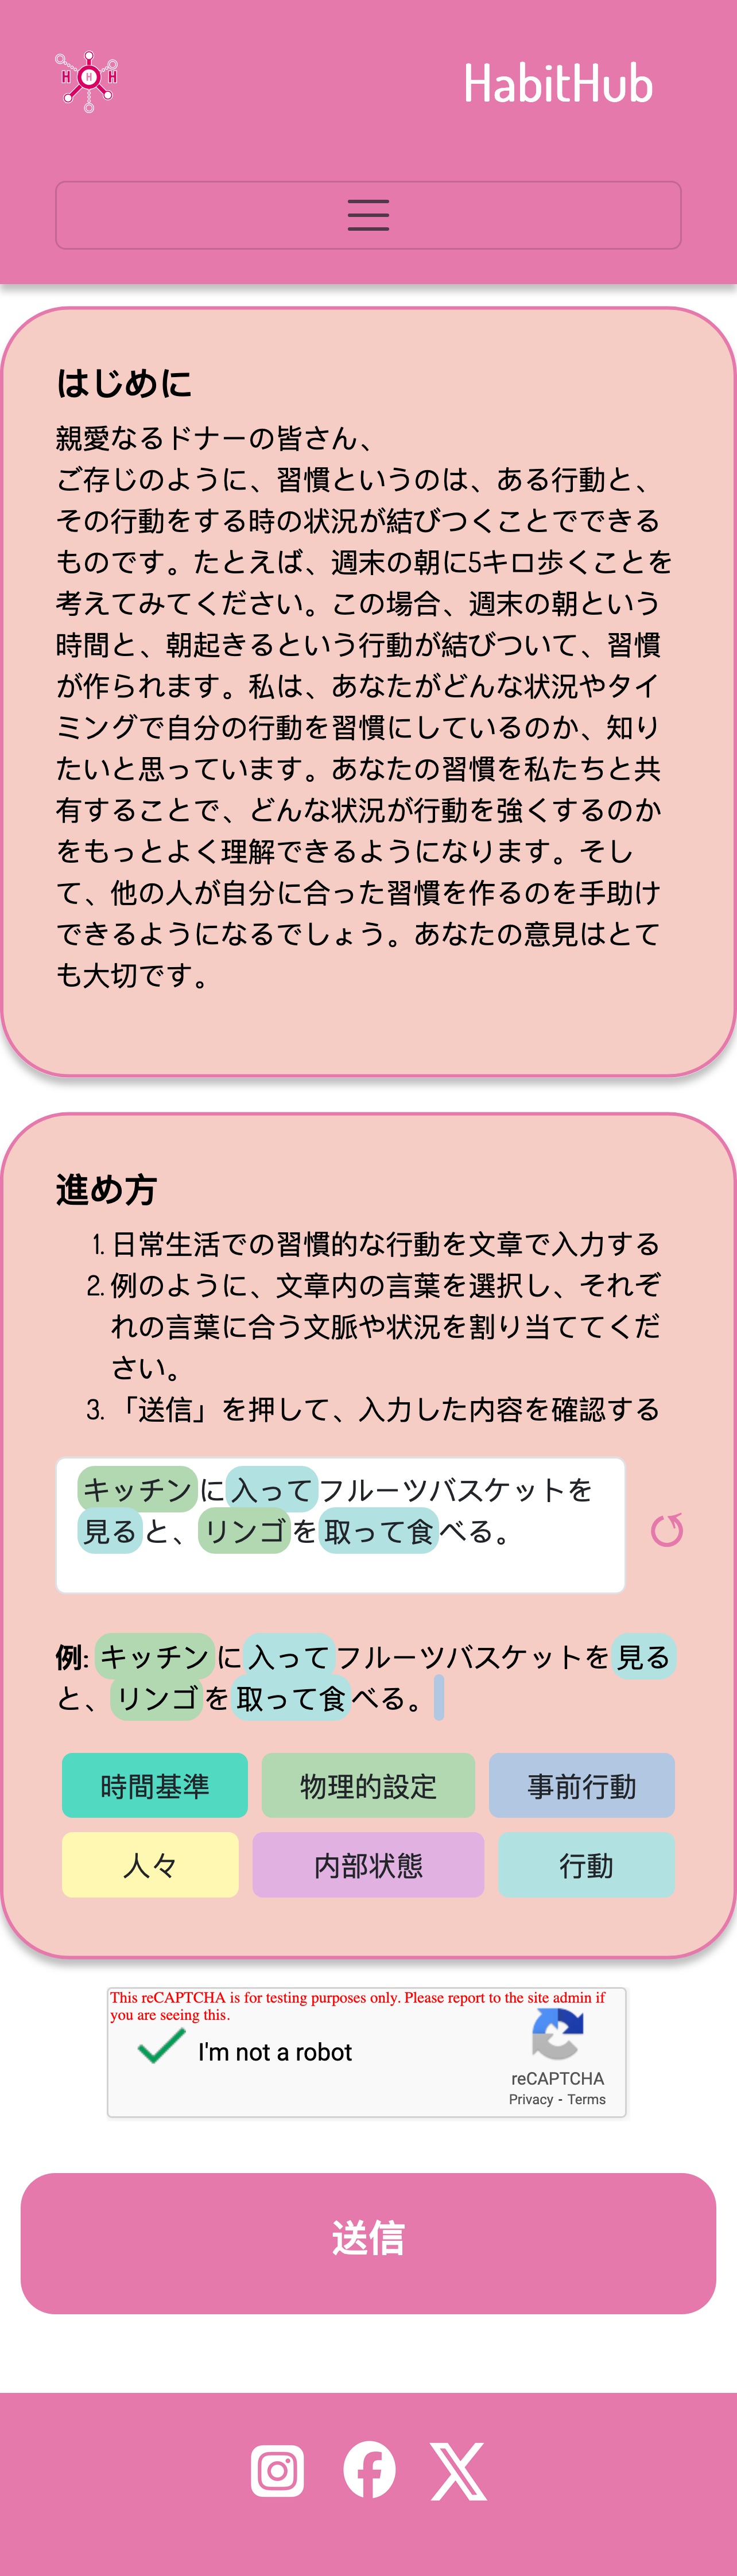 H H H
HabitHub
はじめに
親愛なるドナーの皆さん、
ご存じのように、習慣というのは、ある行動と、
その行動をする時の状況が結びつくことでできる
ものです。たとえば、週末の朝に5キロ歩くことを
考えてみてください。この場合、週末の朝という
時間と、朝起きるという行動が結びついて、習慣
が作られます。私は、あなたがどんな状況やタイ
ミングで自分の行動を習慣にしているのか、知り
たいと思っています。あなたの習慣を私たちと共
有することで、どんな状況が行動を強くするのか
をもっとよく理解できるようになります。そし
て、他の人が自分に合った習慣を作るのを手助け
できるようになるでしょう。あなたの意見はとて
も大切です。
進め方
1. 日常生活での習慣的な行動を文章で入力する
2. 例のように、文章内の言葉を選択し、それぞ
れの言葉に合う文脈や状況を割り当ててくだ
さい。
3. 「送信」を押して、入力した内容を確認する
キッチンに入ってフルーツバスケットを
見ると、リンゴを取って食べる。
例: キッチンに入ってフルーツバスケットを見る
と、リンゴを取って食べる。
時間基準 物理的設定 事前行動
人々 内部状態 行動
This reCAPTCHA is for testing purposes only. Please report to the site admin if
you are seeing this.
I'm not a robot
reCAPTCHA
Privacy - Terms
送信